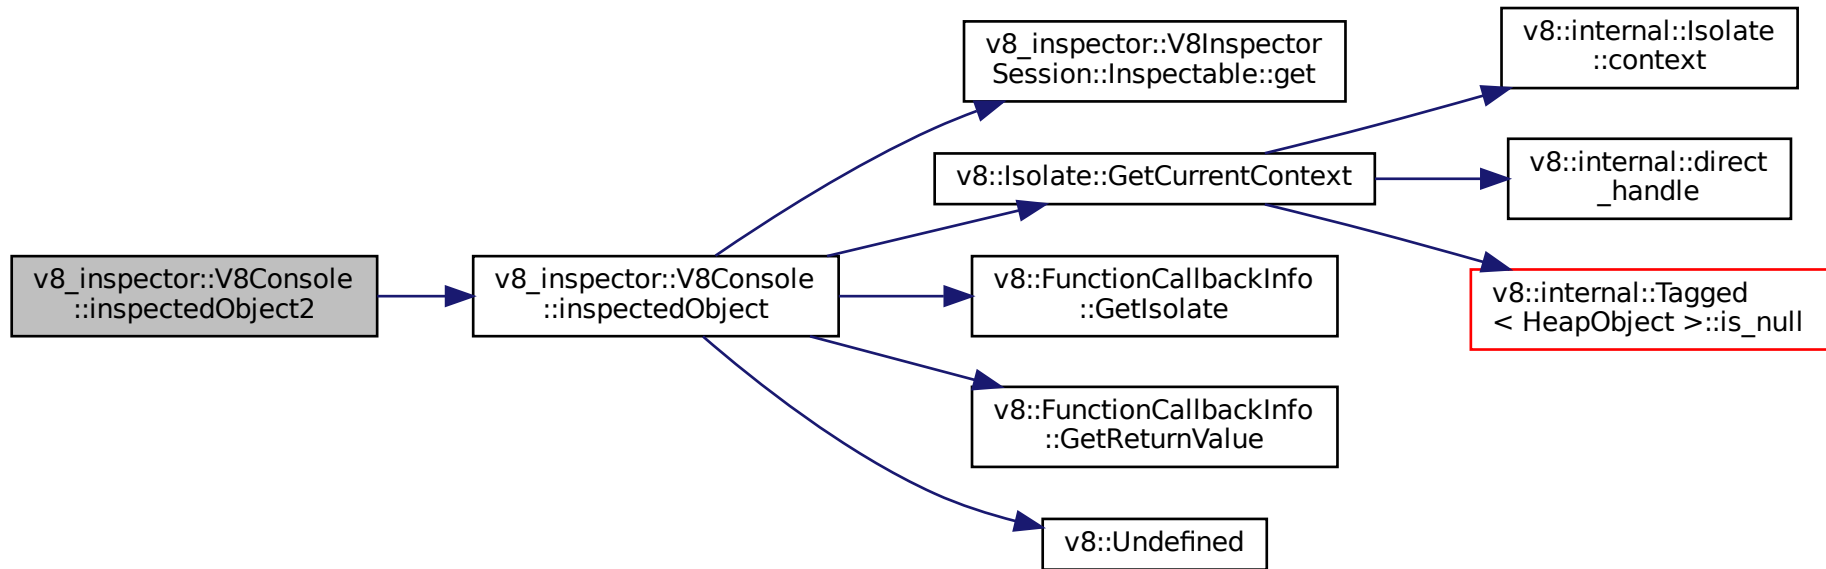 v8_inspector::V8Console
::inspectedObject2
v8_inspector::V8Console
::inspectedObject
v8_inspector::V8Inspector
Session::Inspectable::get
v8::Isolate::GetCurrentContext
v8::FunctionCallbackInfo
::GetIsolate
v8::FunctionCallbackInfo
::GetReturnValue
v8::Undefined
v8::internal::Isolate
::context
v8::internal::direct
_handle
v8::internal::Tagged
< HeapObject >::is_null